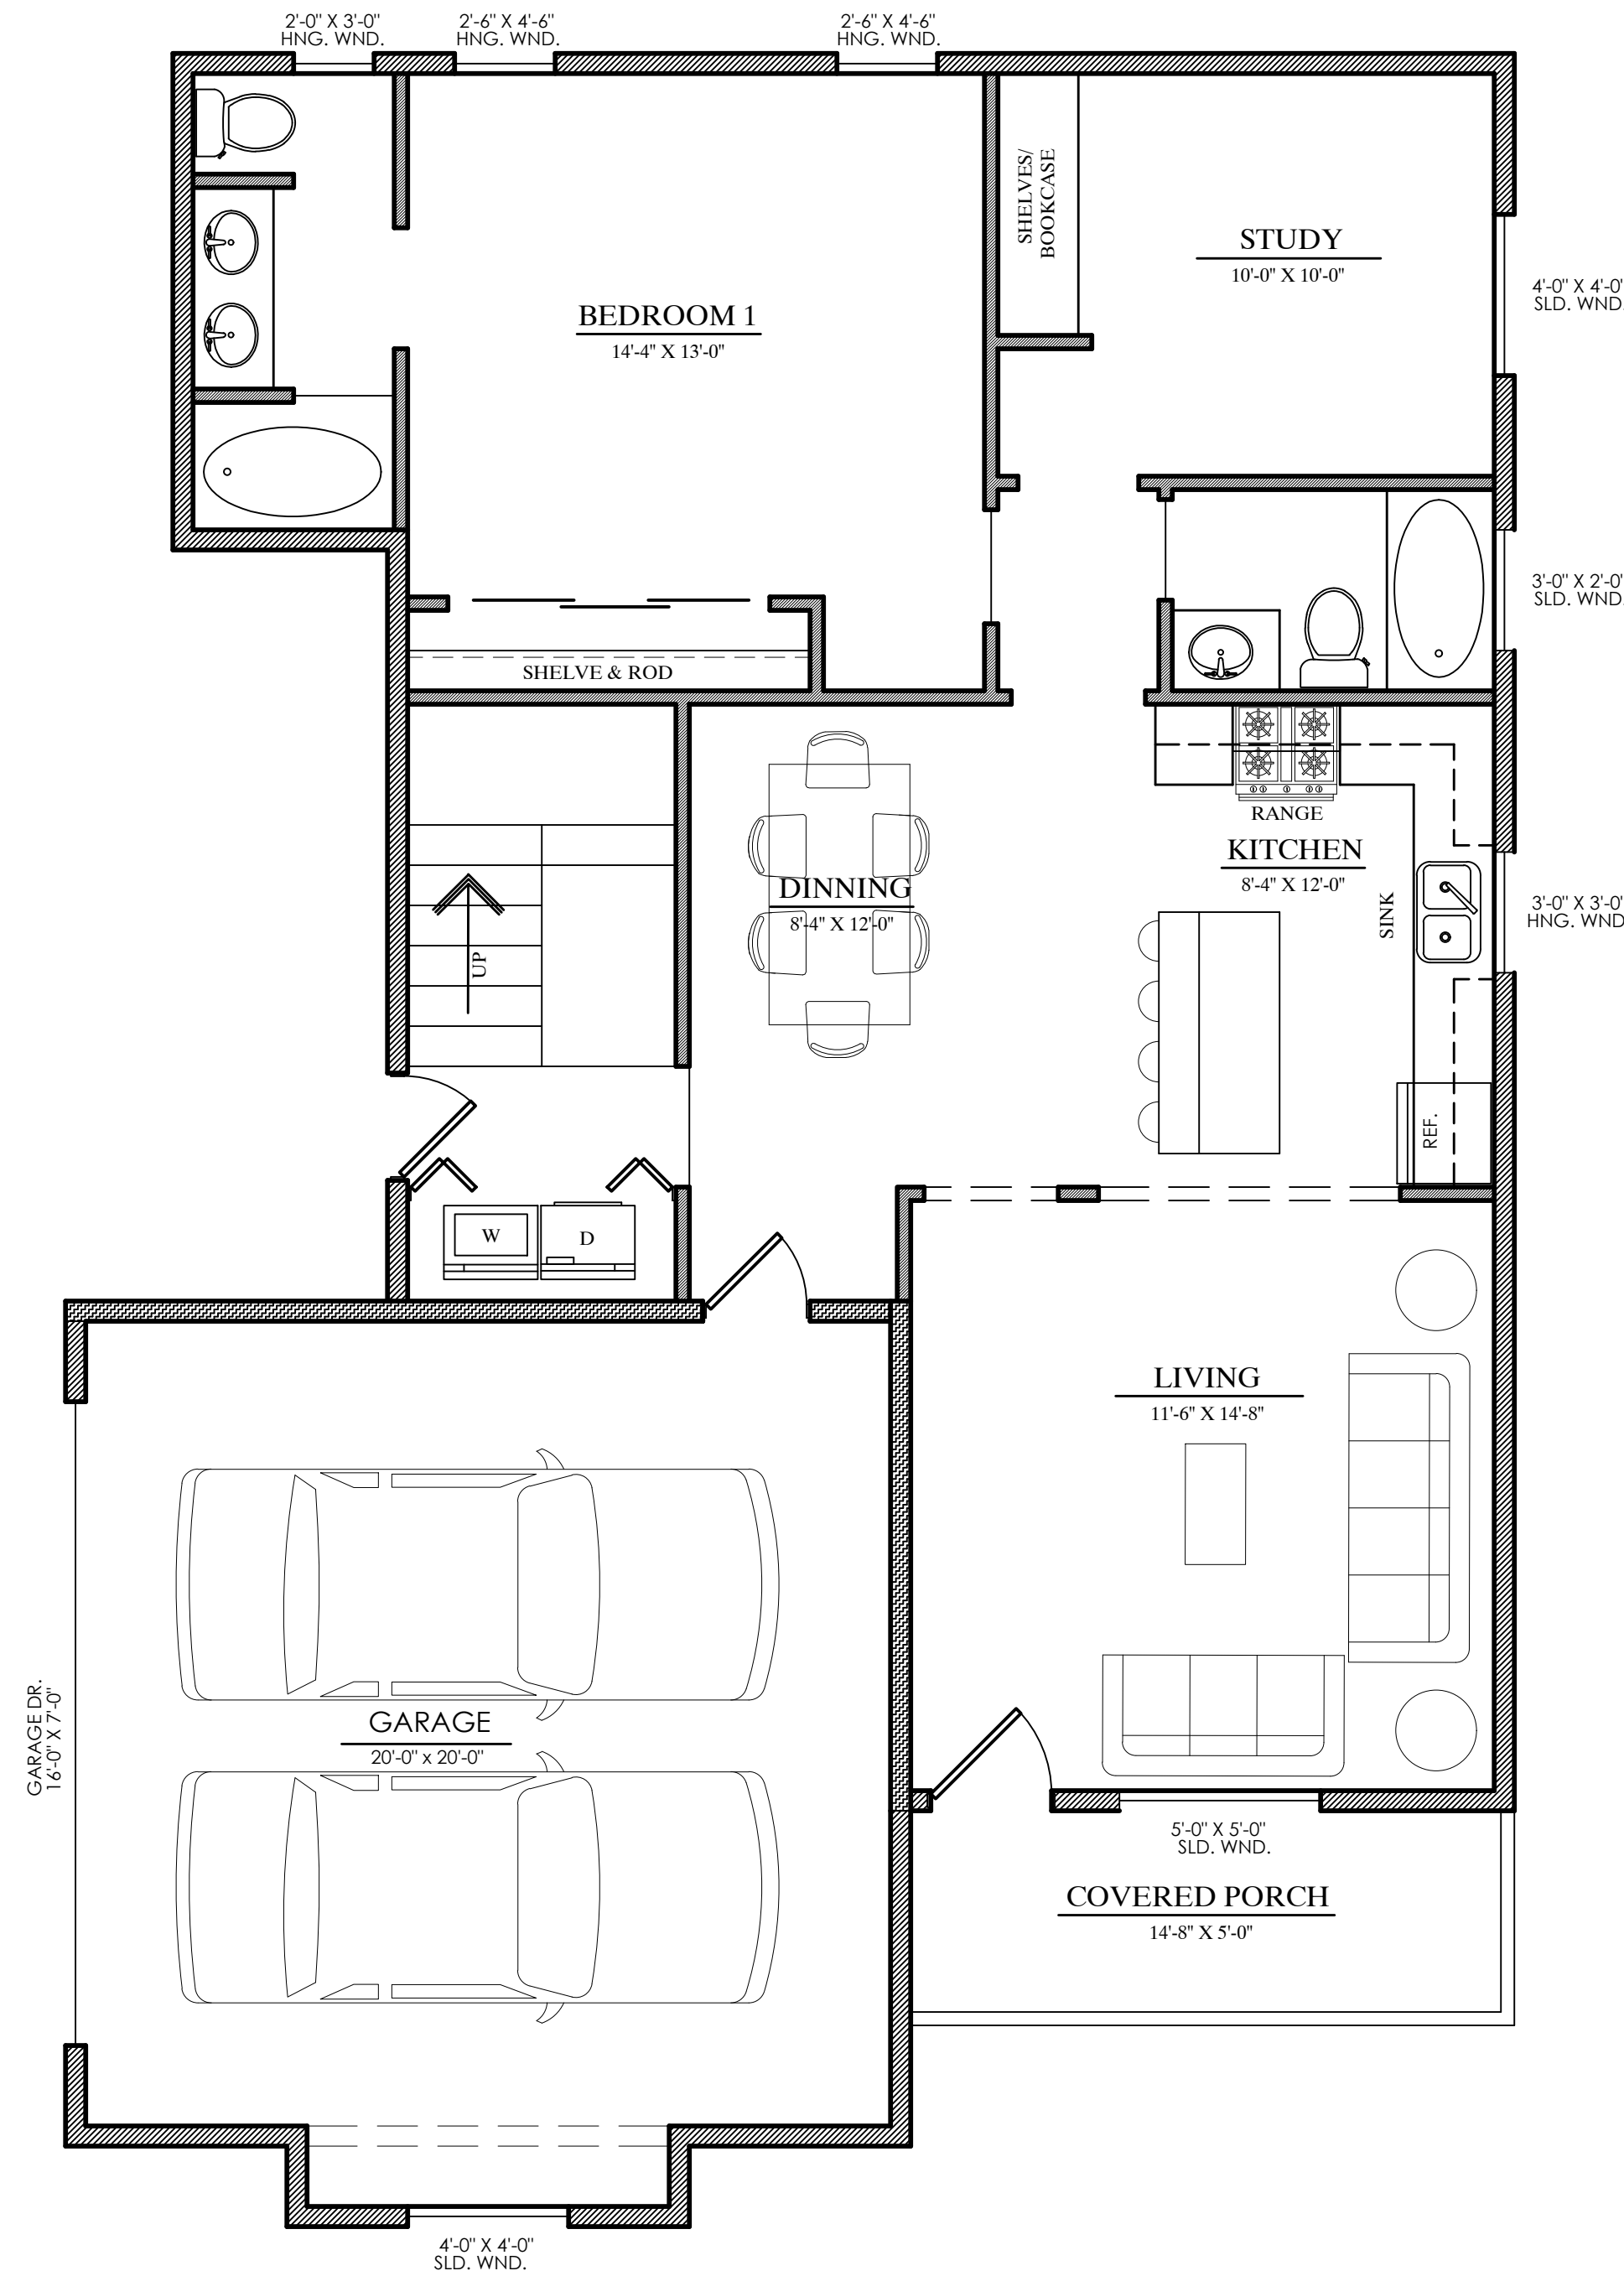 2'-0" X 3'-0"
HNG. WND.
2'-6" X 4'-6"
HNG. WND.
2'-6" X 4'-6"
HNG. WND.
SHELVES/
BOOKCASE
STUDY
10'-0" X 10'-0"
4'-0" X 4'-0"
SLD. WND.
BEDROOM 1
14'-4" X 13'-0"
3'-0" X 2'-0"
SLD. WND.
SHELVE & ROD
RANGE
KITCHEN
8'-4" X 12'-0"
DINNING
8'-4" X 12'-0"
SINK
3'-0" X 3'-0"
HNG. WND.
UP
REF.
W
D
LIVING
11'-6" X 14'-8"
GARAGE DR.
16'-0" X 7'-0"
GARAGE
20'-0" x 20'-0"
5'-0" X 5'-0"
SLD. WND.
COVERED PORCH
14'-8" X 5'-0"
4'-0" X 4'-0"
SLD. WND.